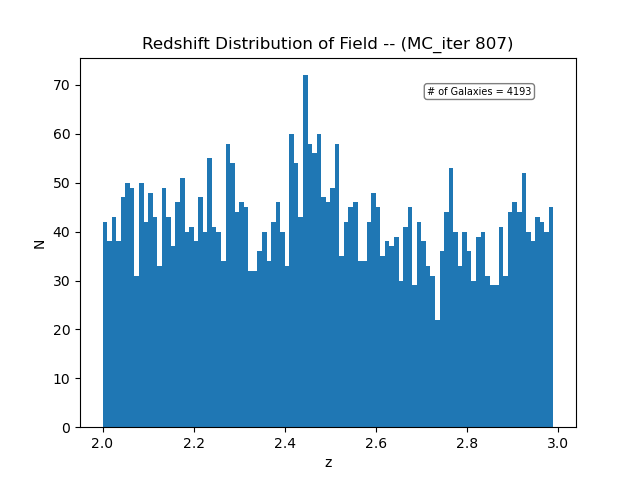 Redshift Distribution of Field -- (MC_iter 807)
# of Galaxies = 4193
70
60
50
40
30
20
10
0
N
2.0 2.2 2.4 2.6 2.8 3.0
z